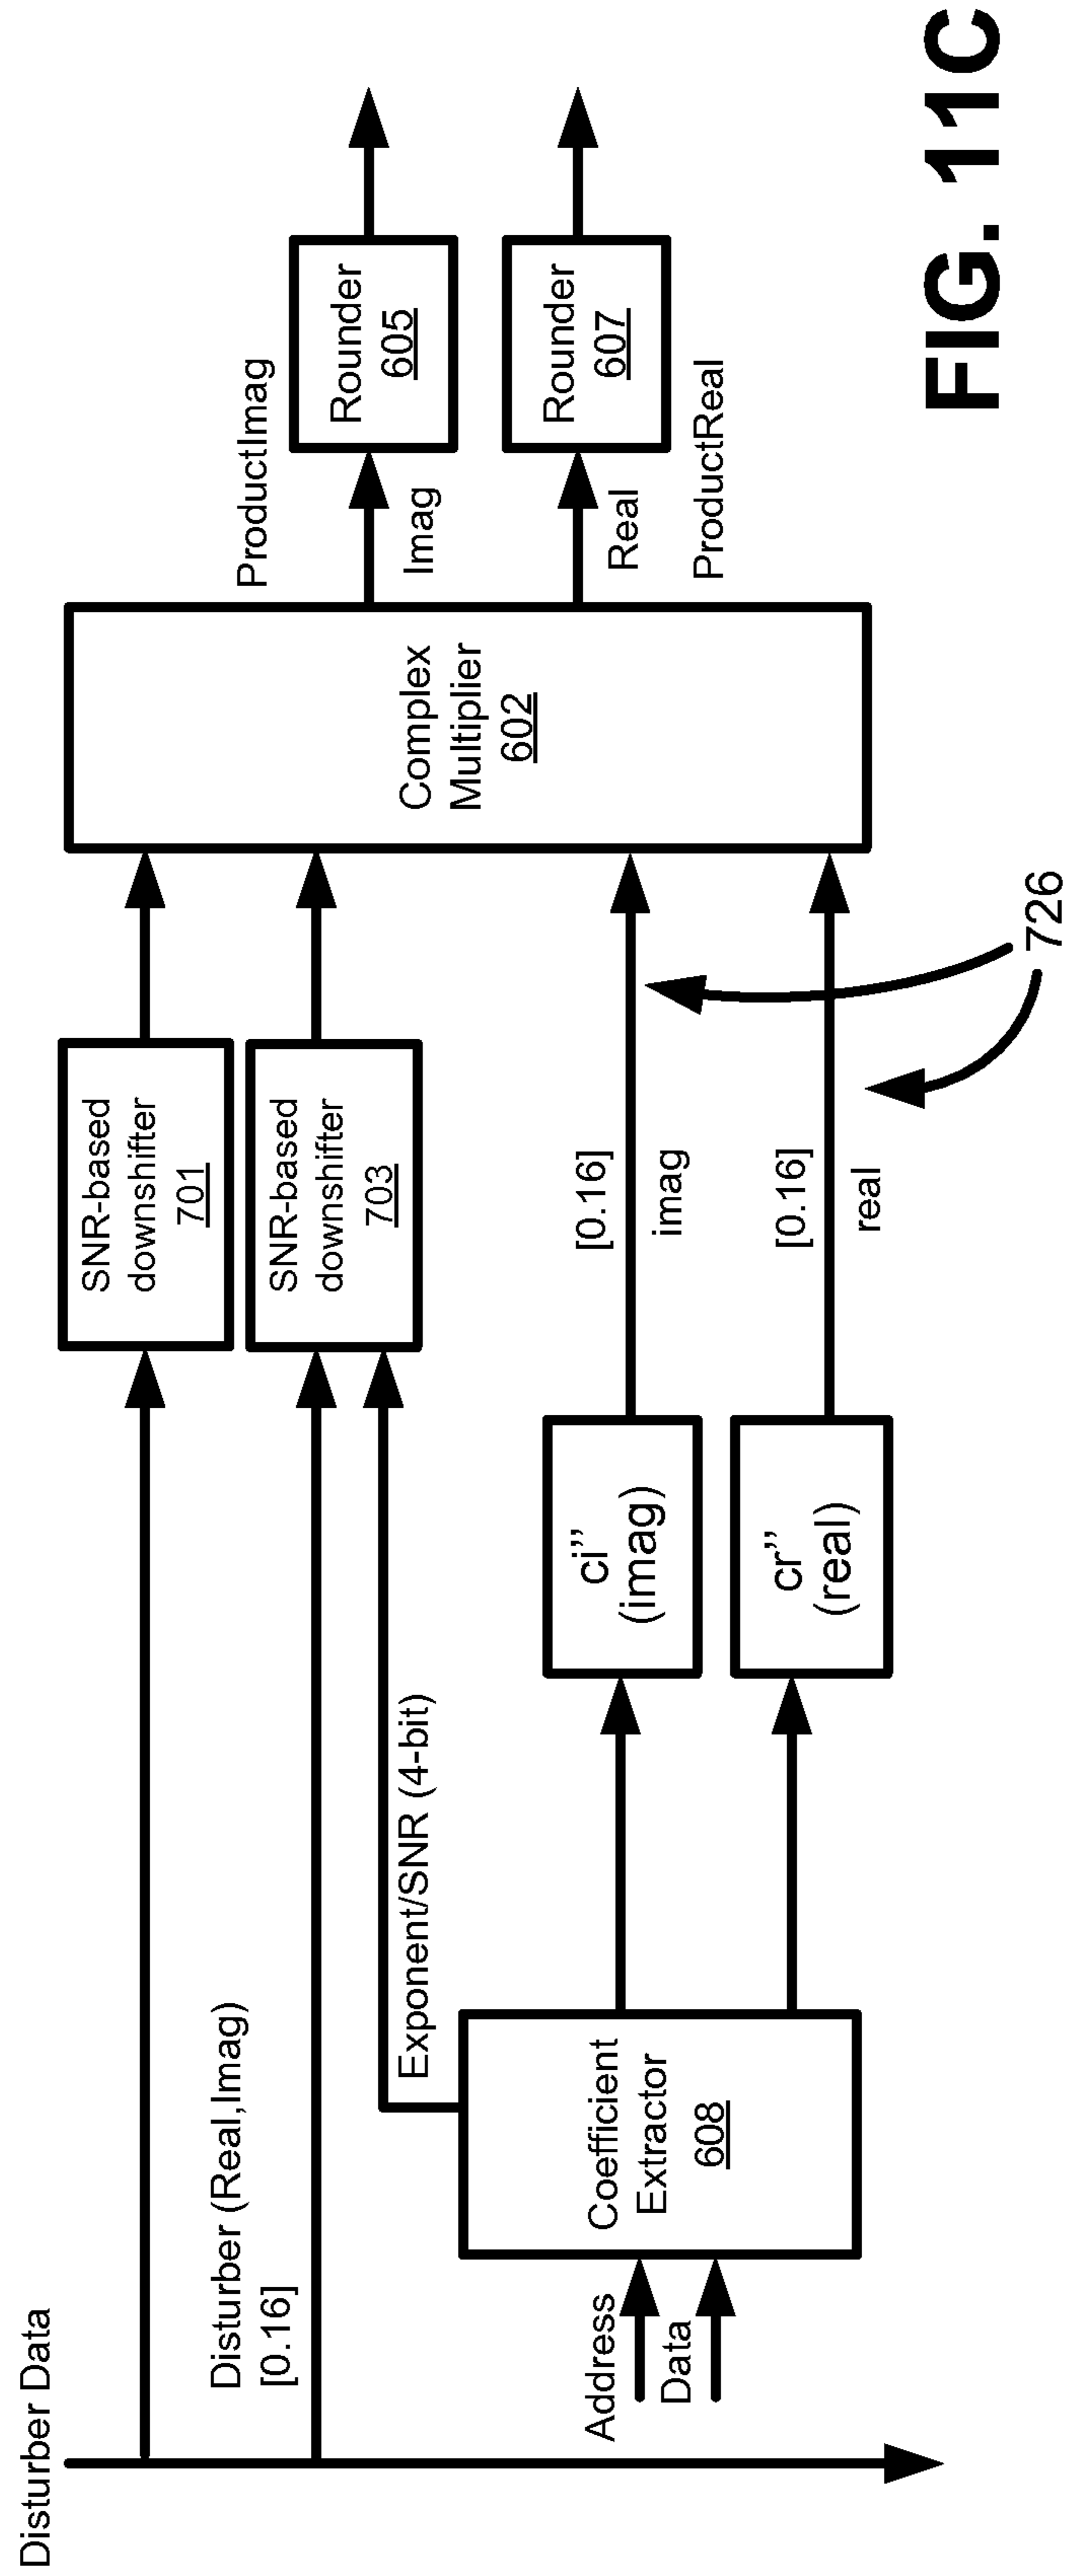 Disturber Data
Disturber (Real,Imag)
[0.16]
Address
Data
Coefficient
Extractor
608
Exponent/SNR (4-bit)
ci”
(imag)
cr”
(real)
SNR-based
downshifter
701
SNR-based
downshifter
703
[0.16]
imag
[0.16]
real
726
Complex
Multiplier
602
ProductImag
Imag
Real
ProductReal
Rounder
605
Rounder
607
FIG. 11C